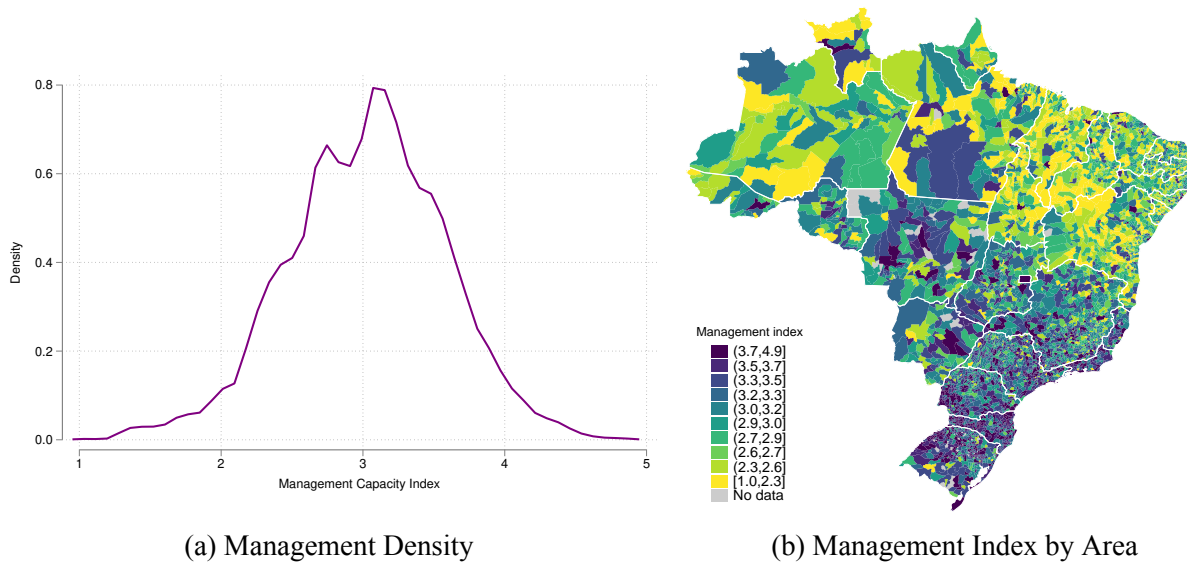 0.8
0.6
0.4
0.2
0.0
Density
1 2 3 4 5
Management Capacity Index
(a) Management Density
Management index
(3.7,4.9]
(3.5,3.7]
(3.3,3.5]
(3.2,3.3]
(3.0,3.2]
(2.9,3.0]
(2.7,2.9]
(2.6,2.7]
(2.3,2.6]
[1.0,2.3]
No data
(b) Management Index by Area